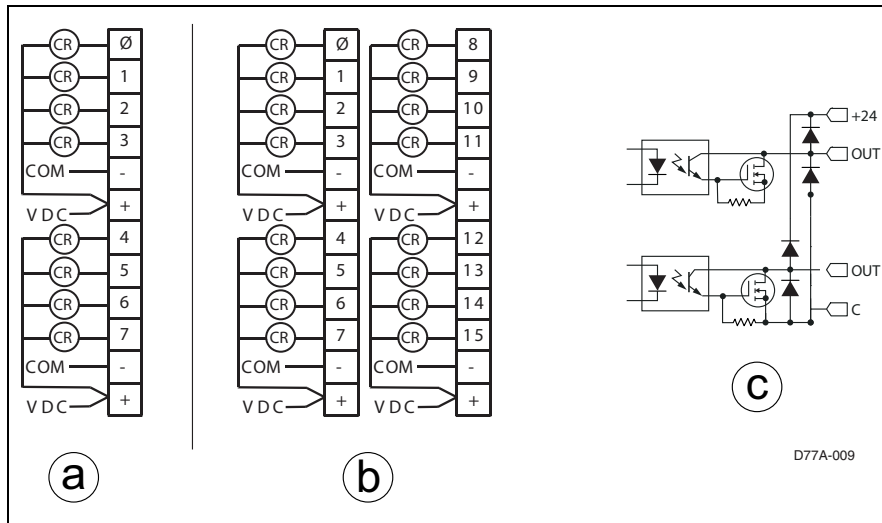 CR Ø
CR 1
CR 2
CR 3
COM -
VDC +
CR 4
CR 5
CR 6
CR 7
COM -
VDC +
a
CR Ø CR 8
CR 1 CR 9
CR 2 CR 10
CR 3 CR 11
COM - COM -
VDC + VDC +
CR 4 CR 12
CR 5 CR 13
CR 6 CR 14
CR 7 CR 15
COM - COM -
VDC + VDC +
b
+24
OUT
OUT
C
c
D77A-009